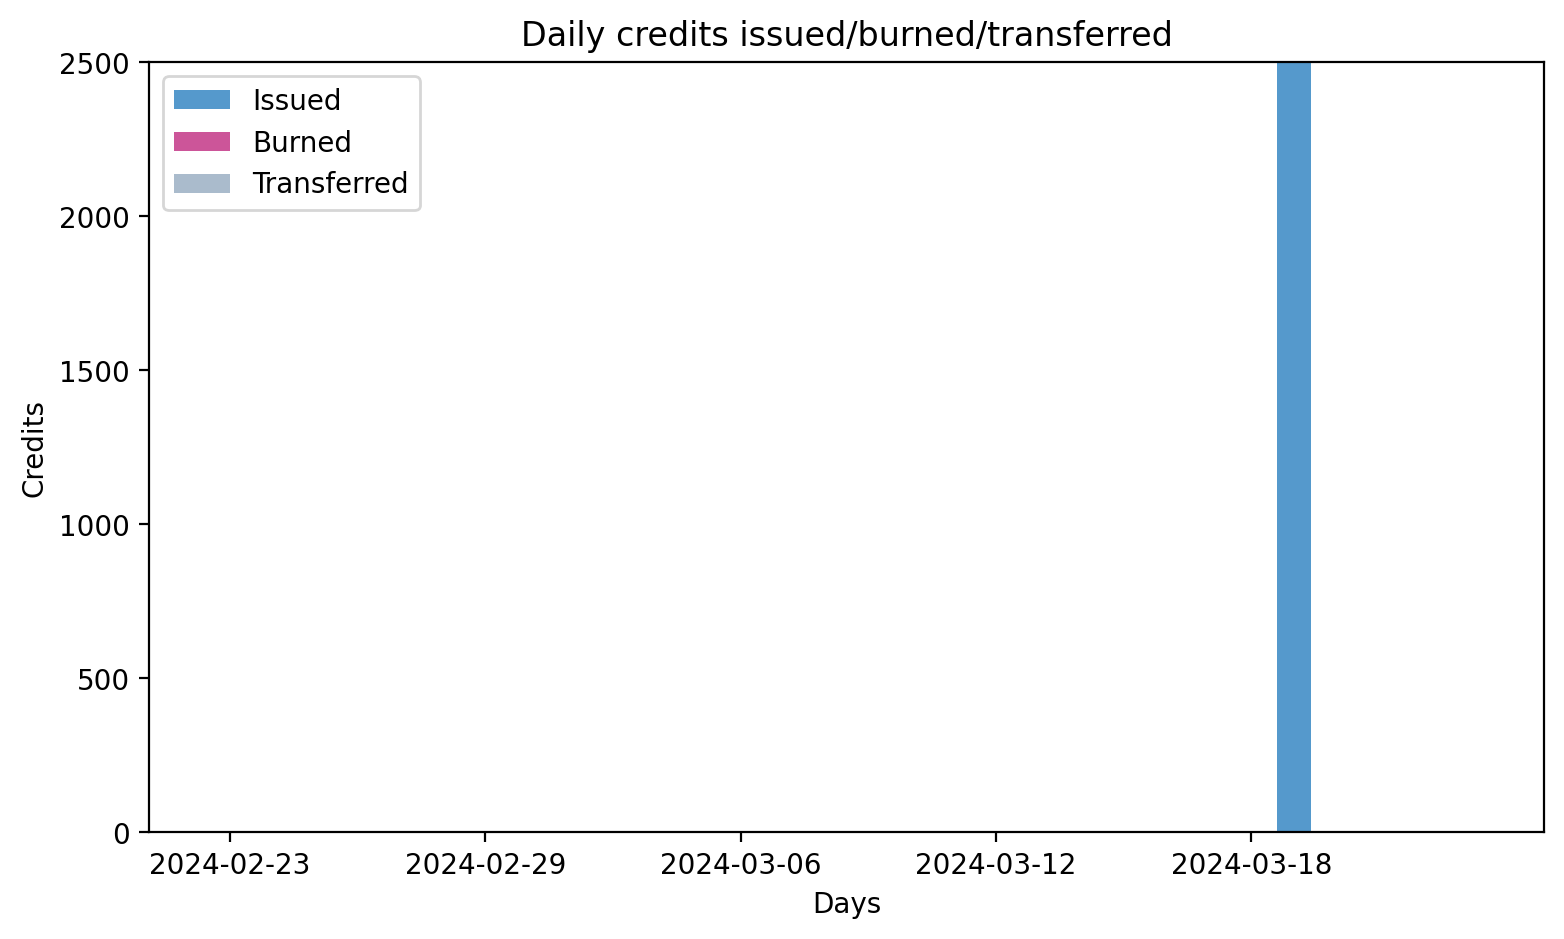 Daily credits issued/burned/transferred
2500
2000
1500
1000
500
0
Credits
Issued
Burned
Transferred
2024-02-23
2024-02-29
2024-03-06
2024-03-12
2024-03-18
Days